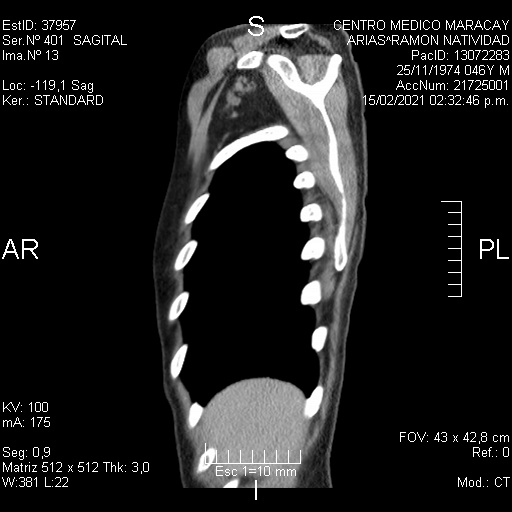 EstID: 37957
Ser.Nº 401 SAGITAL
Ima.Nº 13
Loc: -119,1 Sag
Ker.: STANDARD
S
CENTRO MEDICO MARACAY
ARIAS^RAMON NATIVIDAD
PacID: 13072283
25/11/1974 046Y M
AccNum: 21725001
15/02/2021 02:32:46 p.m.
AR
PL
KV: 100
mA: 175
Seg: 0,9
Matriz 512 x 512 Thk: 3,0
W:381 L:22
Esc 1=10 mm
I
FOV: 43 x 42,8 cm
Ref.: 0
Mod.: CT